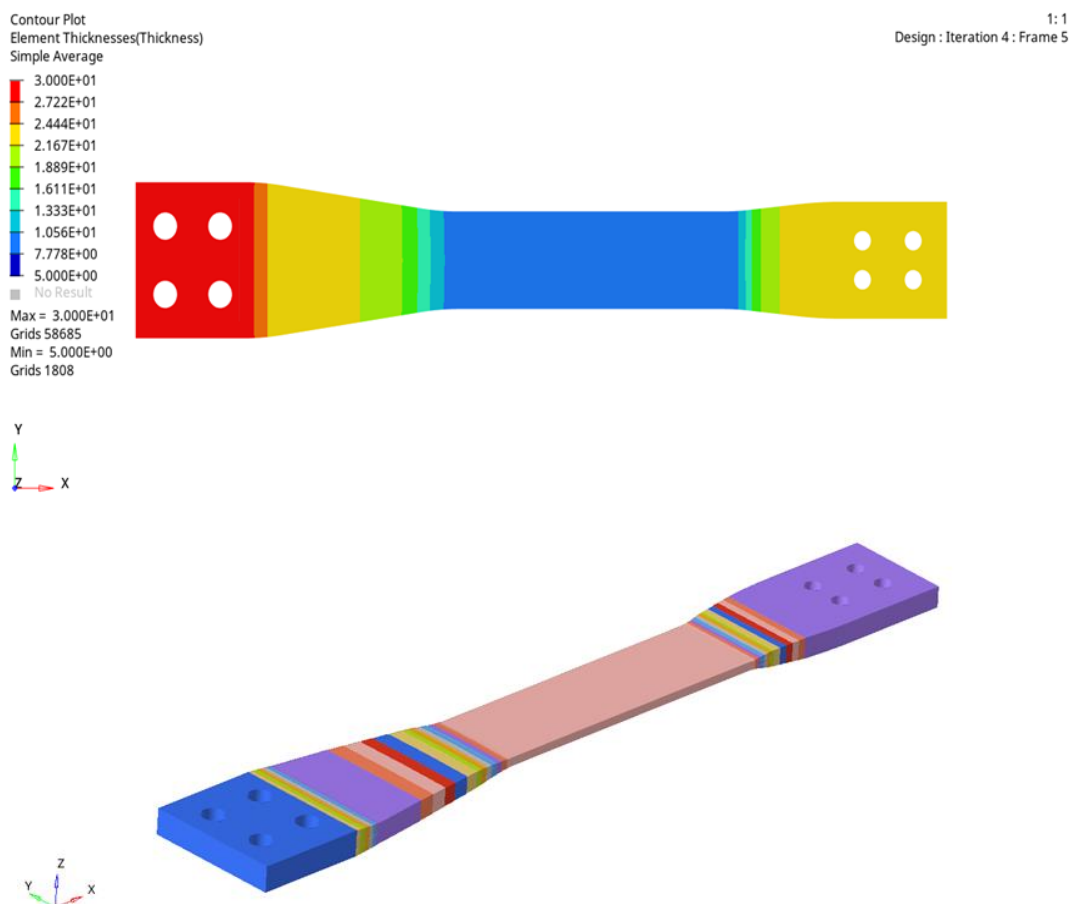 Contour Plot
Element Thicknesses(Thickness)
Simple Average
3.000E+01
2.722E+01
2.444E+01
2.167E+01
1.889E+01
1.611E+01
1.333E+01
1.056E+01
7.778E+00
5.000E+00
No Result
Max = 3.000E+01
Grids 58685
Min = 5.000E+00
Grids 1808
1: 1
Design : Iteration 4 : Frame 5
Y
Z X
Z
Y X